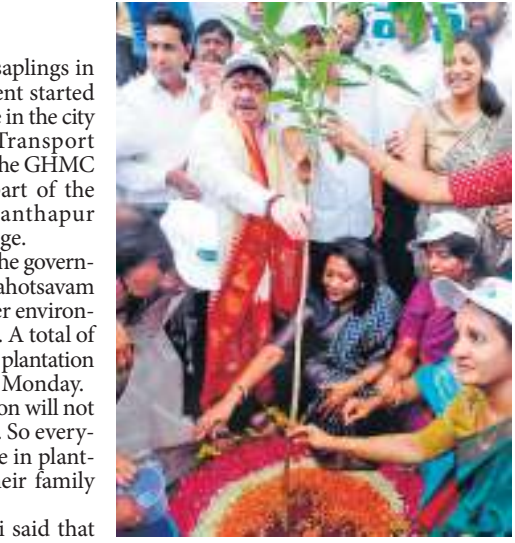 saplings in
ent started
e in the city
Transport
he GHMC
art of the
anthapur
ge.
he govern-
ahotsavam
er environ-
. A total of
plantation
Monday.
on will not
. So every-
e in plant-
heir family
i said that